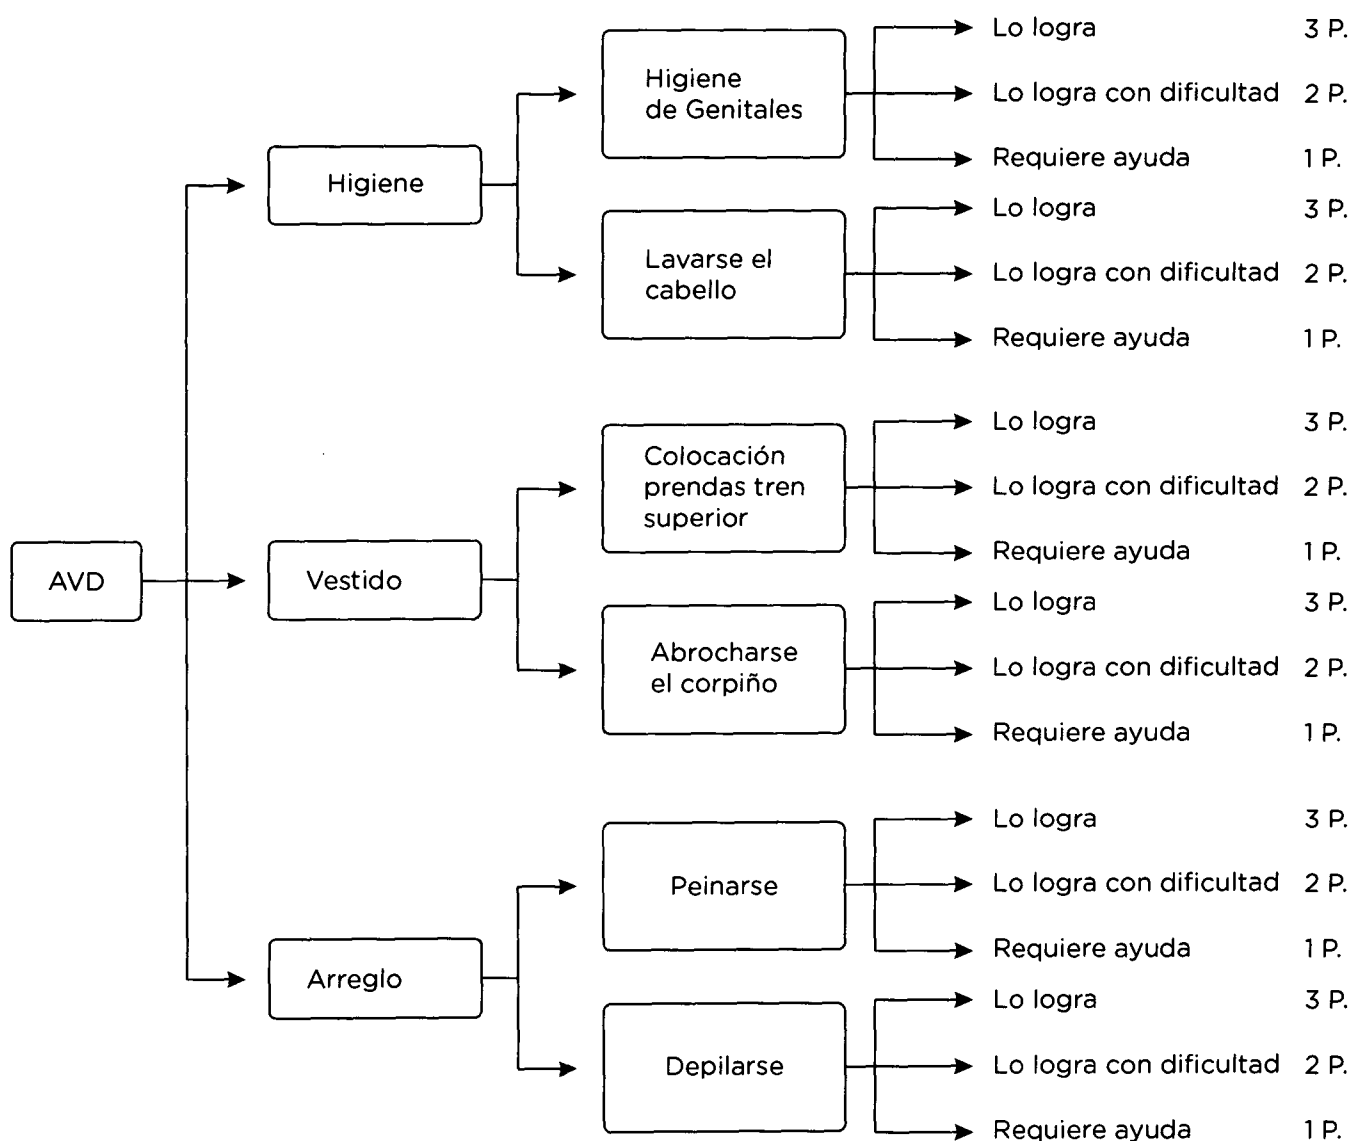 Lo logra 3 P.
Higiene
de Genitales
Lo logra con dificultad 2 P.
Requiere ayuda 1 P.
Higiene
Lo logra 3 P.
Lavarse el
cabello
Lo logra con dificultad 2 P.
Requiere ayuda 1 P.
Lo logra 3 P.
Colocación
prendas tren
superior
Lo logra con dificultad 2 P.
Requiere ayuda 1 P.
AVD
Vestido
Lo logra 3 P.
Abrocharse
el corpiño
Lo logra con dificultad 2 P.
Requiere ayuda 1 P.
Lo logra 3 P.
Peinarse
Lo logra con dificultad 2 P.
Requiere ayuda 1 P.
Arreglo
Lo logra 3 P.
Depilarse
Lo logra con dificultad 2 P.
Requiere ayuda 1 P.